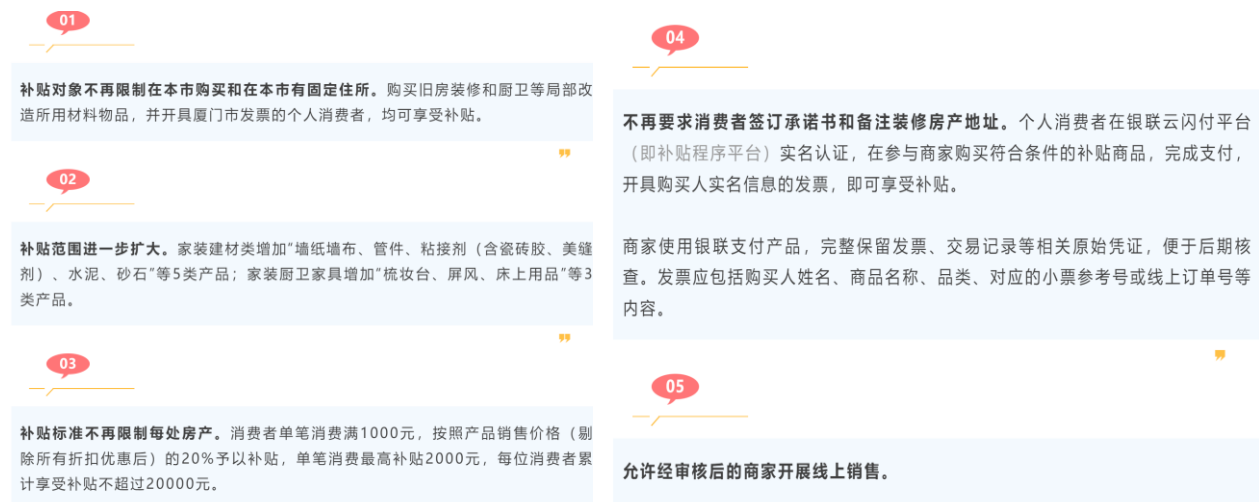 01
补贴对象不再限制在本市购买和在本市有固定住所。购买旧房装修和厨卫等局部改
造所用材料物品，并开具厦门市发票的个人消费者，均可享受补贴。
02
补贴范围进一步扩大。家装建材类增加“墙纸墙布、管件、粘接剂（含瓷砖胶、美缝
剂）、水泥、砂石”等5类产品；家装厨卫家具增加“梳妆台、屏风、床上用品”等3
类产品。
03
补贴标准不再限制每处房产。消费者单笔消费满1000元，按照产品销售价格（剔
除所有折扣优惠后）的20%予以补贴，单笔消费最高补贴2000元，每位消费者累
计享受补贴不超过20000元。
04
不再要求消费者签订承诺书和备注装修房产地址。个人消费者在银联云闪付平台
（即补贴程序平台）实名认证，在参与商家购买符合条件的补贴商品，完成支付，
开具购买人实名信息的发票，即可享受补贴。
商家使用银联支付产品，完整保留发票、交易记录等相关原始凭证，便于后期核
查。发票应包括购买人姓名、商品名称、品类、对应的小票参考号或线上订单号等
内容。
05
允许经审核后的商家开展线上销售。